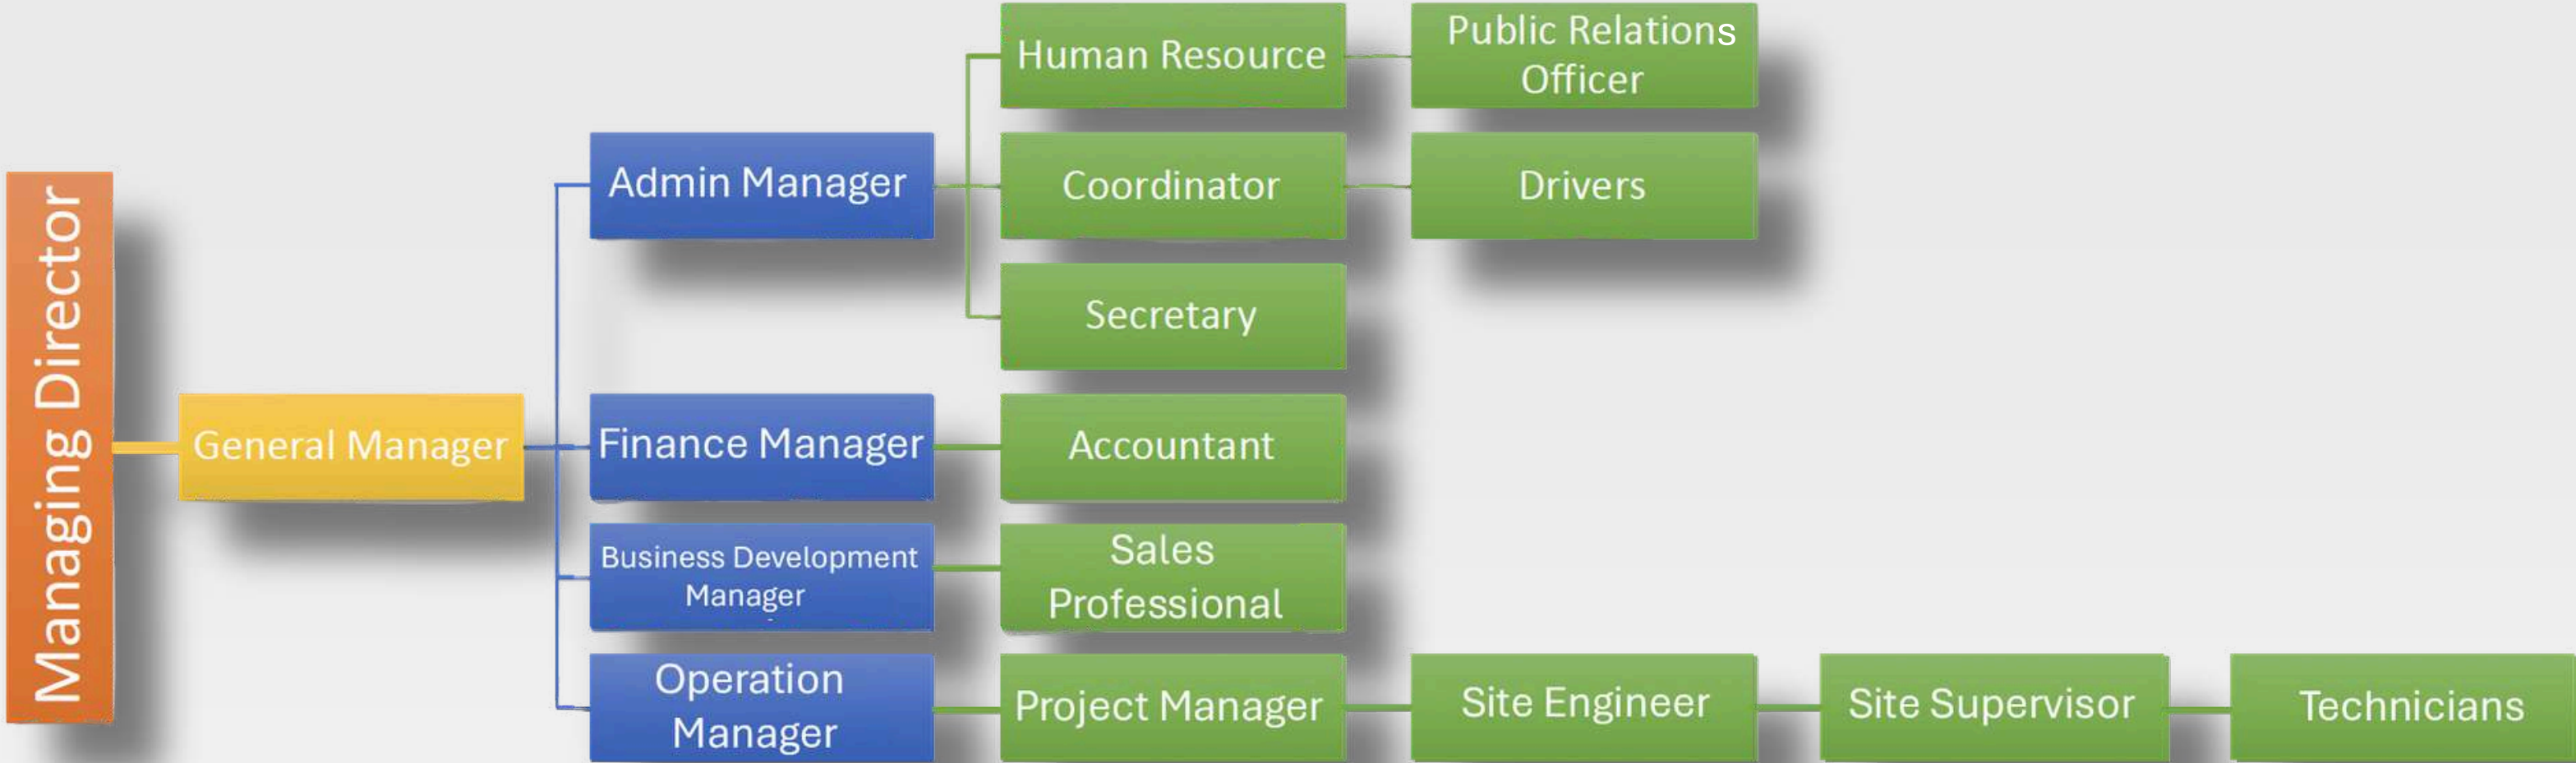 Managing Director
General Manager
Admin Manager
Human Resource
Public Relations
Officer
Coordinator
Drivers
Secretary
Finance Manager
Accountant
Business Development
Manager
Sales
Professional
Operation
Manager
Project Manager
Site Engineer
Site Supervisor
Technicians